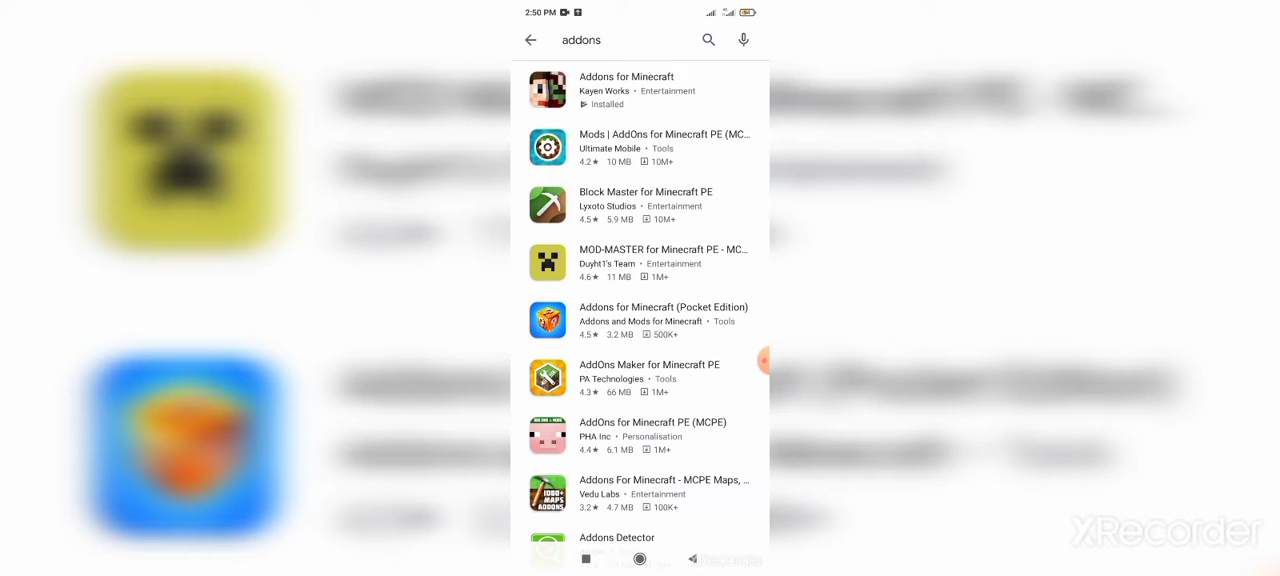 2:50 PM
addons
Addons for Minecraft
Kayen Works • Entertainment
Installed
Mods | AddOns for Minecraft PE (MC...
Ultimate Mobile • Tools
4.2★ 10 MB 10M+
Block Master for Minecraft PE
Lyxoto Studios • Entertainment
4.5★ 5.9 MB 10M+
MOD-MASTER for Minecraft PE - MC...
Duyht1's Team • Entertainment
4.6★ 11 MB 1M+
Addons for Minecraft (Pocket Edition)
Addons and Mods for Minecraft • Tools
4.5★ 3.2 MB 500K+
AddOns Maker for Minecraft PE
PA Technologies • Tools
4.3★ 66 MB 1M+
AddOns for Minecraft PE (MCPE)
PHA Inc • Personalisation
4.4★ 6.1 MB 1M+
1000+
MAPS
ADDONS
Addons For Minecraft - MCPE Maps, ...
Vedu Labs • Entertainment
3.2★ 4.7 MB 100K+
Addons Detector
XRecorder